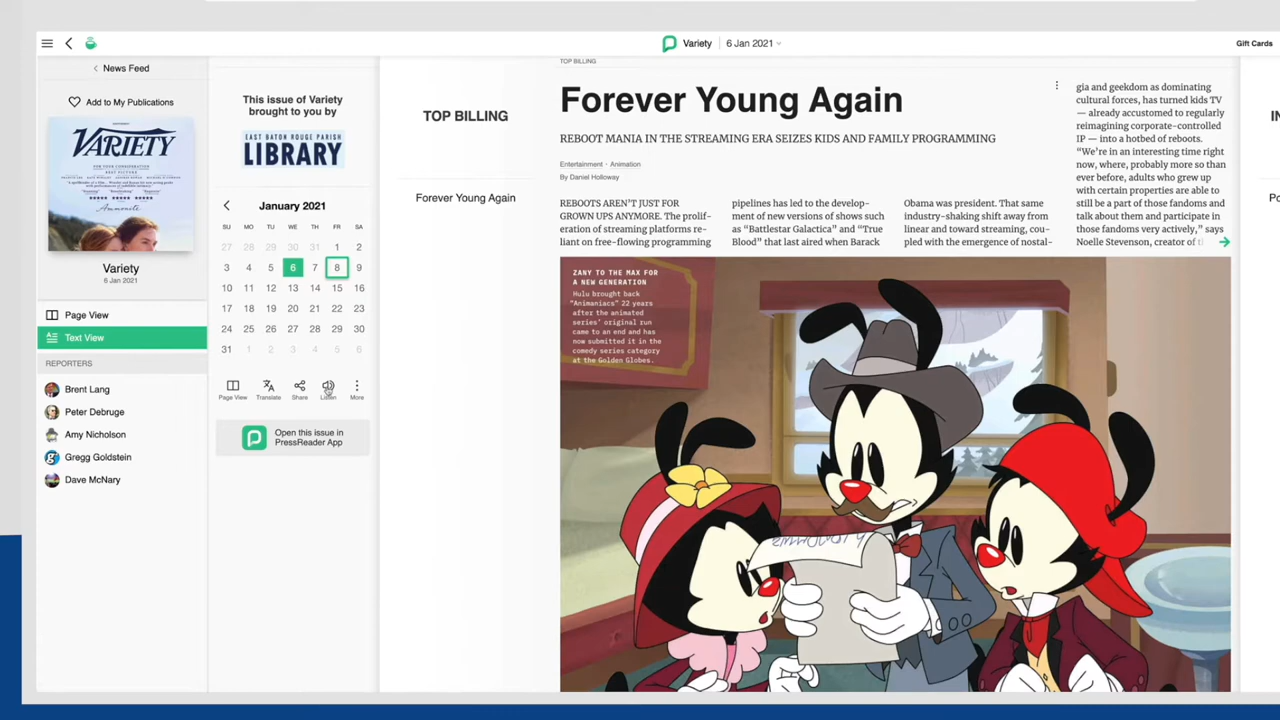 Variety
6 Jan 2021
Gift Cards
News Feed
Add to My Publications
VARIETY
FOR YOUR CONSIDERATION
BEST PICTURE
Ammonite
Variety
6 Jan 2021
Page View
Text View
REPORTERS
Brent Lang
Peter Debruge
Amy Nicholson
Gregg Goldstein
Dave McNary
This issue of Variety
brought to you by
EAST BATON ROUGE PARISH
LIBRARY
January 2021
SU MO TU WE TH FR SA
27 28 29 30 31 1 2
3 4 5 6 7 8 9
10 11 12 13 14 15 16
17 18 19 20 21 22 23
24 25 26 27 28 29 30
31 1 2 3 4 5 6
Page View Translate Share Listen More
Open this issue in
PressReader App
TOP BILLING
Forever Young Again
TOP BILLING
Forever Young Again
REBOOT MANIA IN THE STREAMING ERA SEIZES KIDS AND FAMILY PROGRAMMING
Entertainment · Animation
By Daniel Holloway
REBOOTS AREN’T JUST FOR
GROWN UPS ANYMORE. The prolif-
eration of streaming platforms re-
liant on free-flowing programming
pipelines has led to the develop-
ment of new versions of shows such
as “Battlestar Galactica” and “True
Blood” that last aired when Barack
Obama was president. That same
industry-shaking shift away from
linear and toward streaming, cou-
pled with the emergence of nostal-
gia and geekdom as dominating
cultural forces, has turned kids TV
— already accustomed to regularly
reimagining corporate-controlled
IP — into a hotbed of reboots.
“We’re in an interesting time right
now, where, probably more so than
ever before, adults who grew up
with certain properties are able to
still be a part of those fandoms and
talk about them and participate in
those fandoms very actively,” says
Noelle Stevenson, creator of
ZANY TO THE MAX FOR
A NEW GENERATION
Hulu brought back
“Animaniacs” 22 years
after the animated
series’ original run
came to an end and has
now submitted it in the
comedy series category
at the Golden Globes.